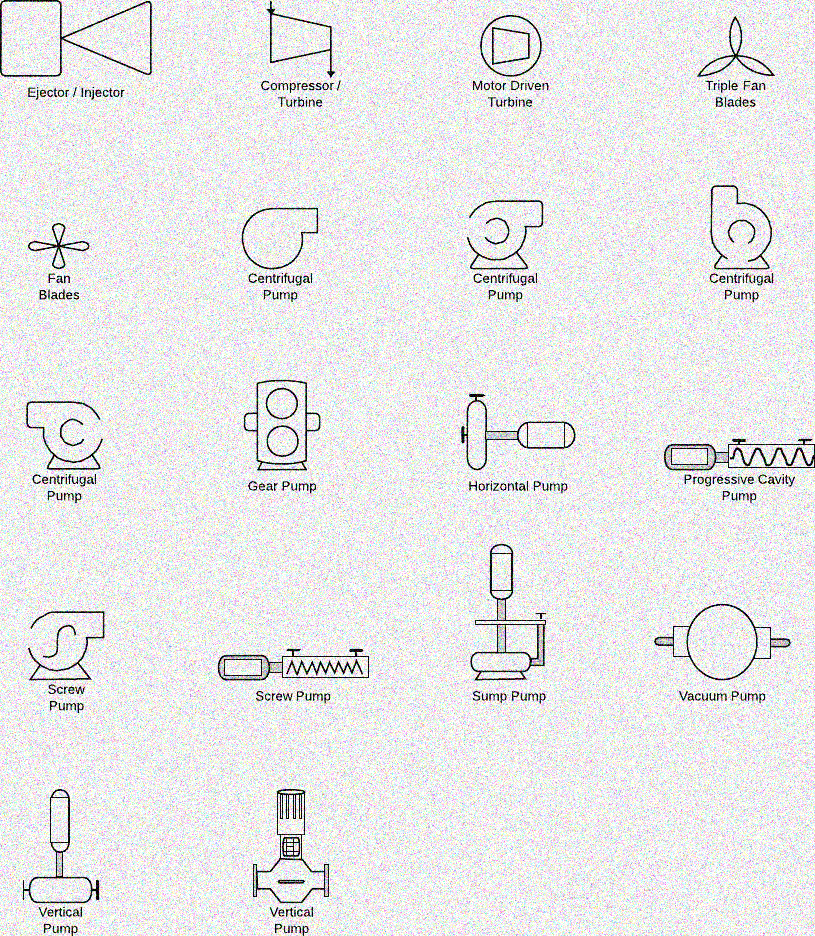 Ejector / Injector
Compressor /
Turbine
Motor Driven
Turbine
Triple Fan
Blades
Fan
Blades
Centrifugal
Pump
Centrifugal
Pump
Centrifugal
Pump
Centrifugal
Pump
Gear Pump
Horizontal Pump
Progressive Cavity
Pump
Screw
Pump
Screw Pump
Sump Pump
Vacuum Pump
Vertical
Pump
Vertical
Pump